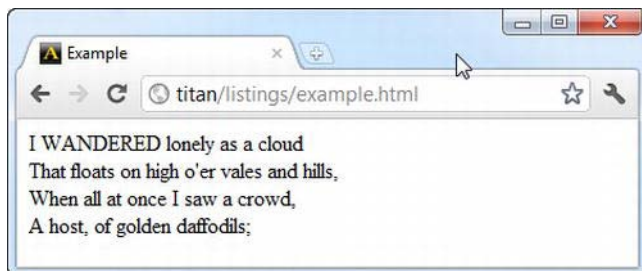 Example
titan/listings/example.html
I WANDERED lonely as a cloud
That floats on high o'er vales and hills,
When all at once I saw a crowd,
A host, of golden daffodils;